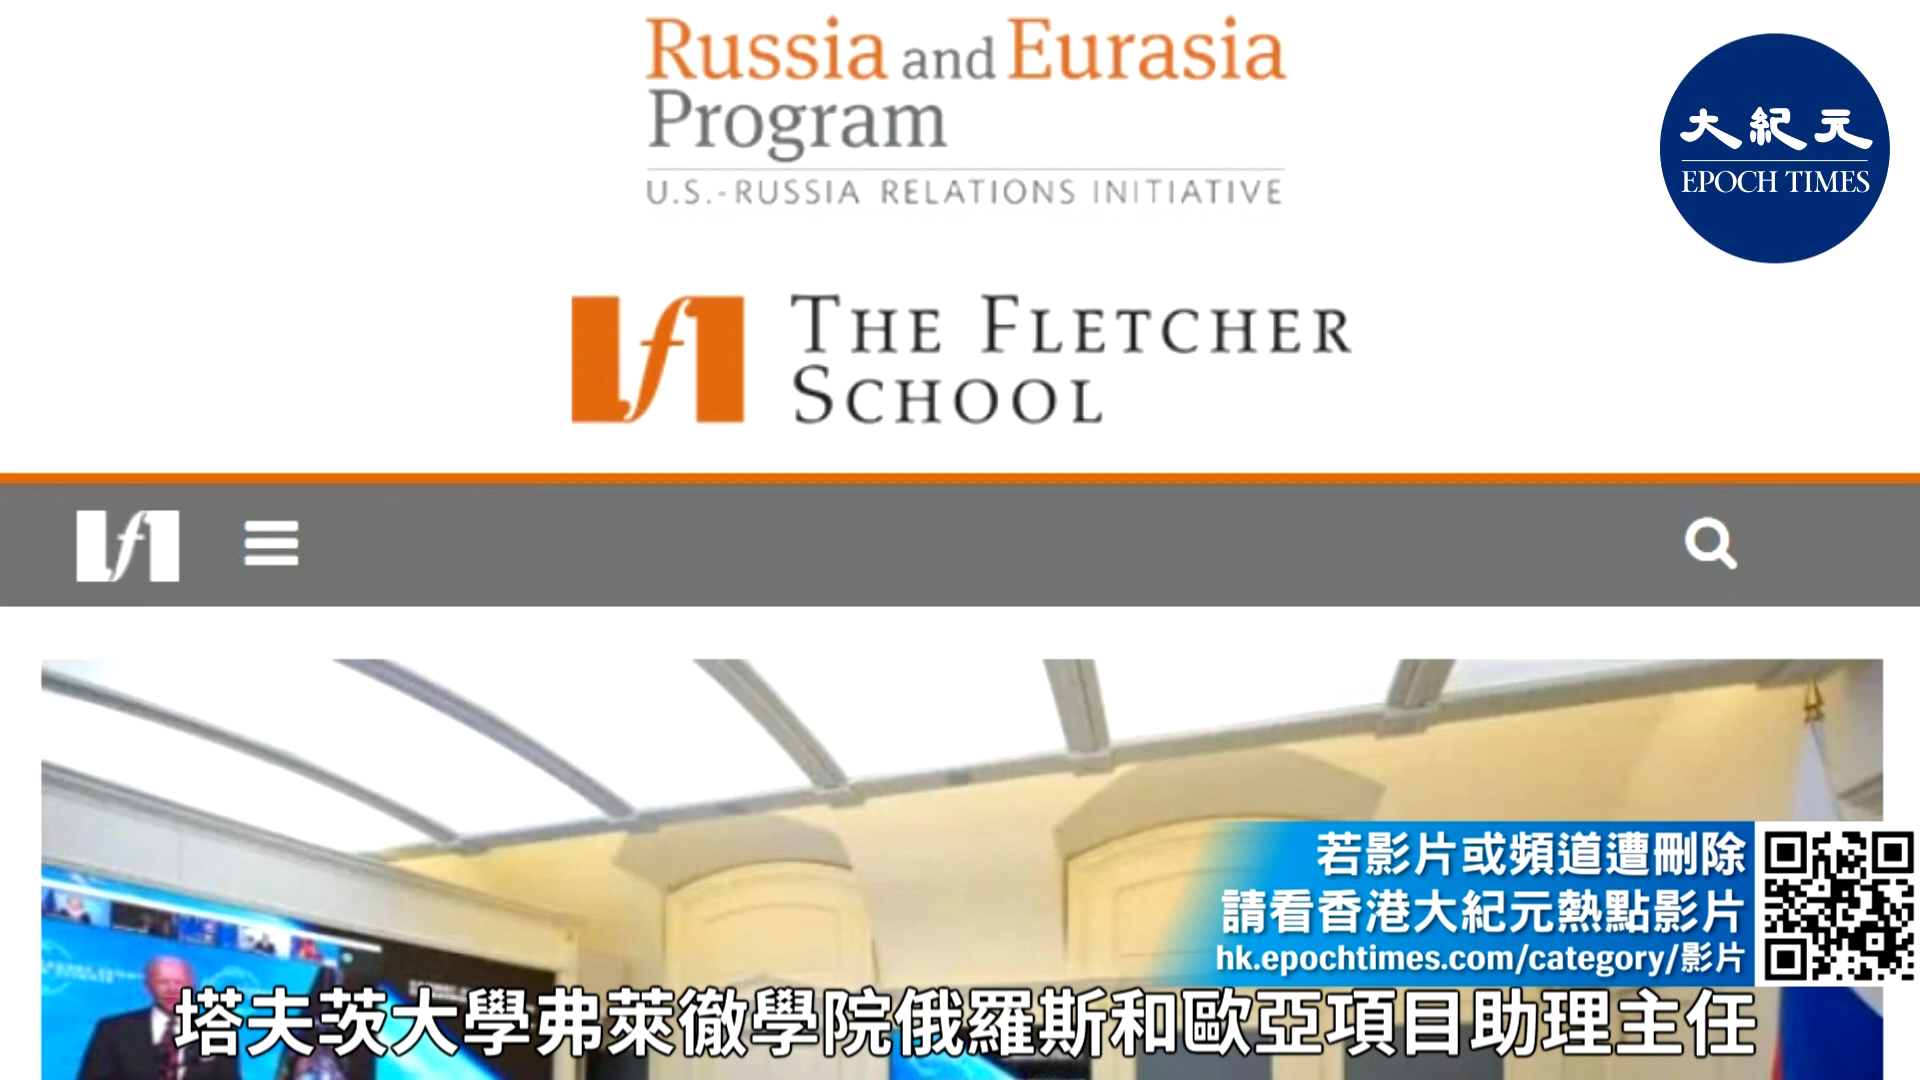 Russia and Eurasia
Program
U.S.-RUSSIA RELATIONS INITIATIVE
大紀元
EPOCH TIMES
THE FLETCHER
SCHOOL
若影片或頻道遭刪除
請看香港大紀元熱點影片
hk.epochtimes.com/category/影片
塔夫茨大學弗萊徹學院俄羅斯和歐亞項目助理主任